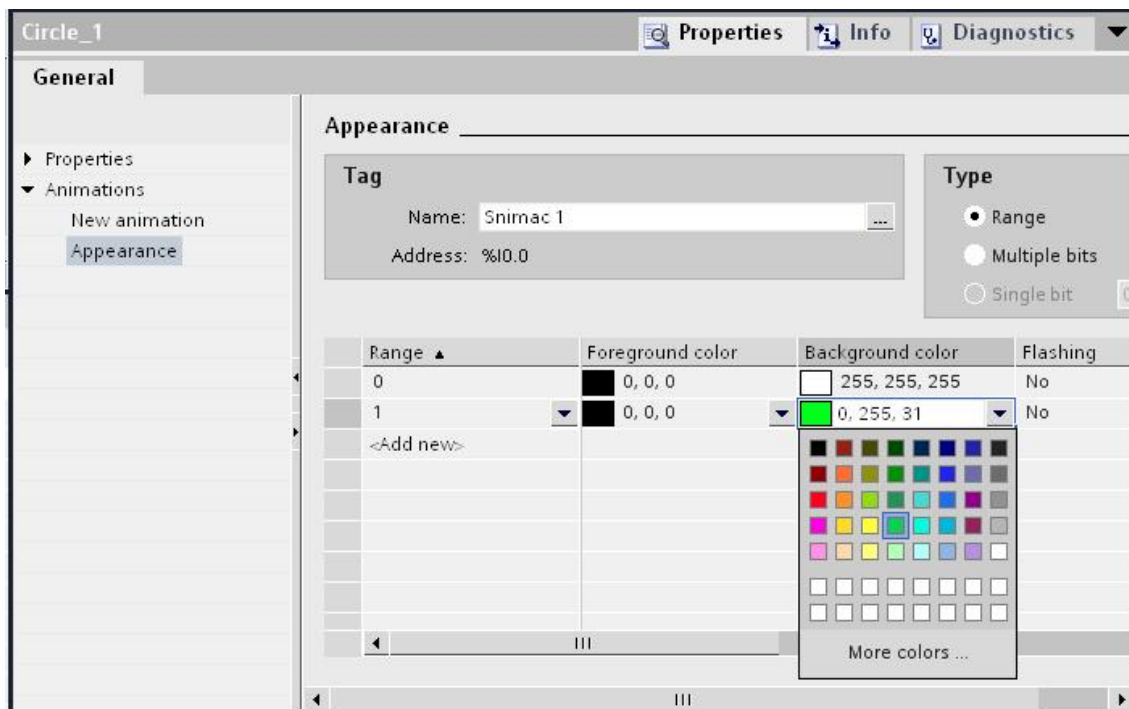 Circle_1
Properties Info Diagnostics
General
Properties
Animations
New animation
Appearance
Appearance
Tag
Name: Snimac 1 ...
Address: %I0.0
Type
Range
Multiple bits
Single bit
Range Foreground color Background color Flashing
0 0, 0, 0 255, 255, 255 No
1 0, 0, 0 0, 255, 31 No
<Add new>
More colors ...